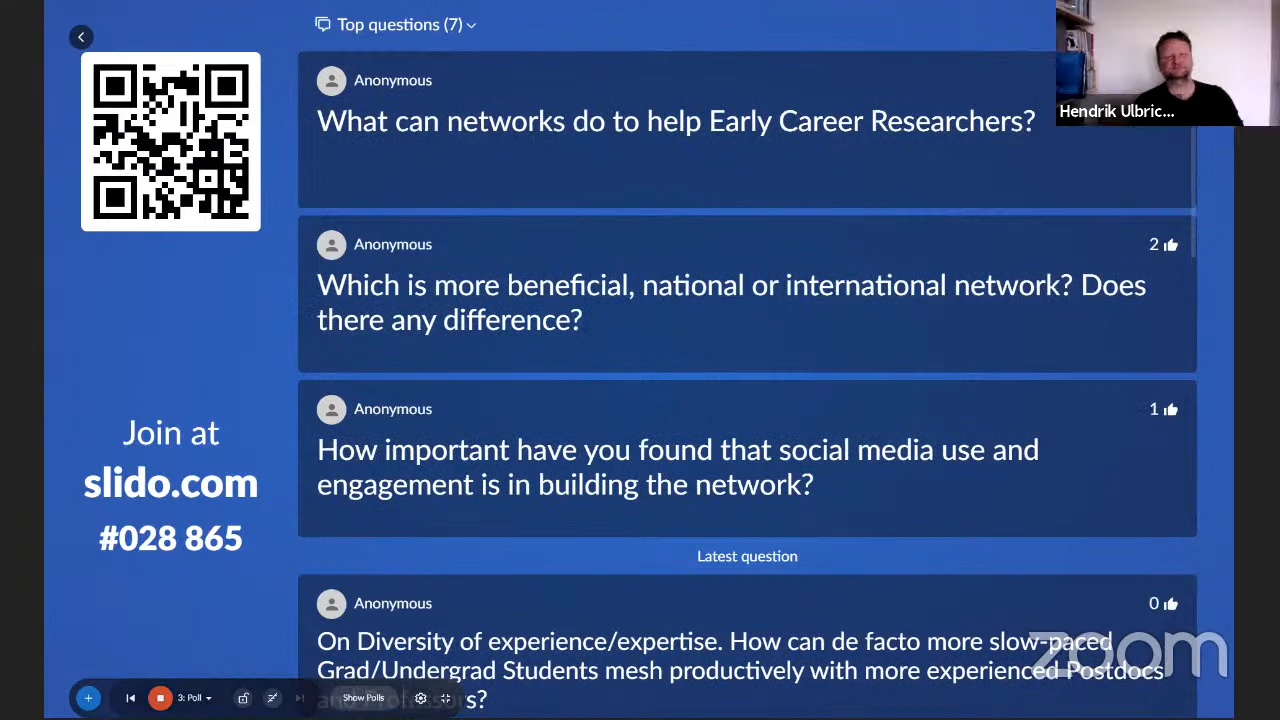 Top questions (7)
Anonymous
What can networks do to help Early Career Researchers?
Hendrik Ulbric...
Anonymous
2
Which is more beneficial, national or international network? Does
there any difference?
Anonymous
1
How important have you found that social media use and
engagement is in building the network?
Join at
slido.com
#028 865
Latest question
Anonymous
0
On Diversity of experience/expertise. How can de facto more slow-paced
Grad/Undergrad Students mesh productively with more experienced Postdocs
and Professors?
zoom
3: Poll
Show Polls